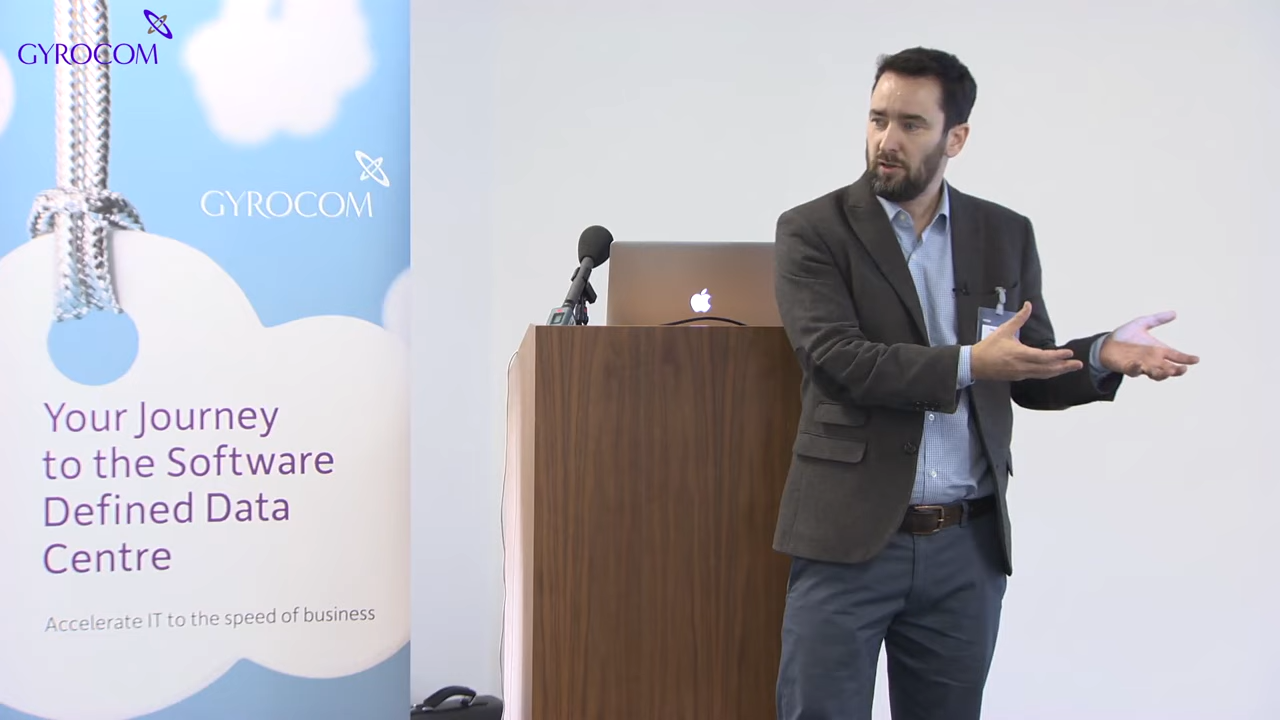 GYROCOM
GYROCOM
Your Journey
to the Software
Defined Data
Centre
Accelerate IT to the speed of business